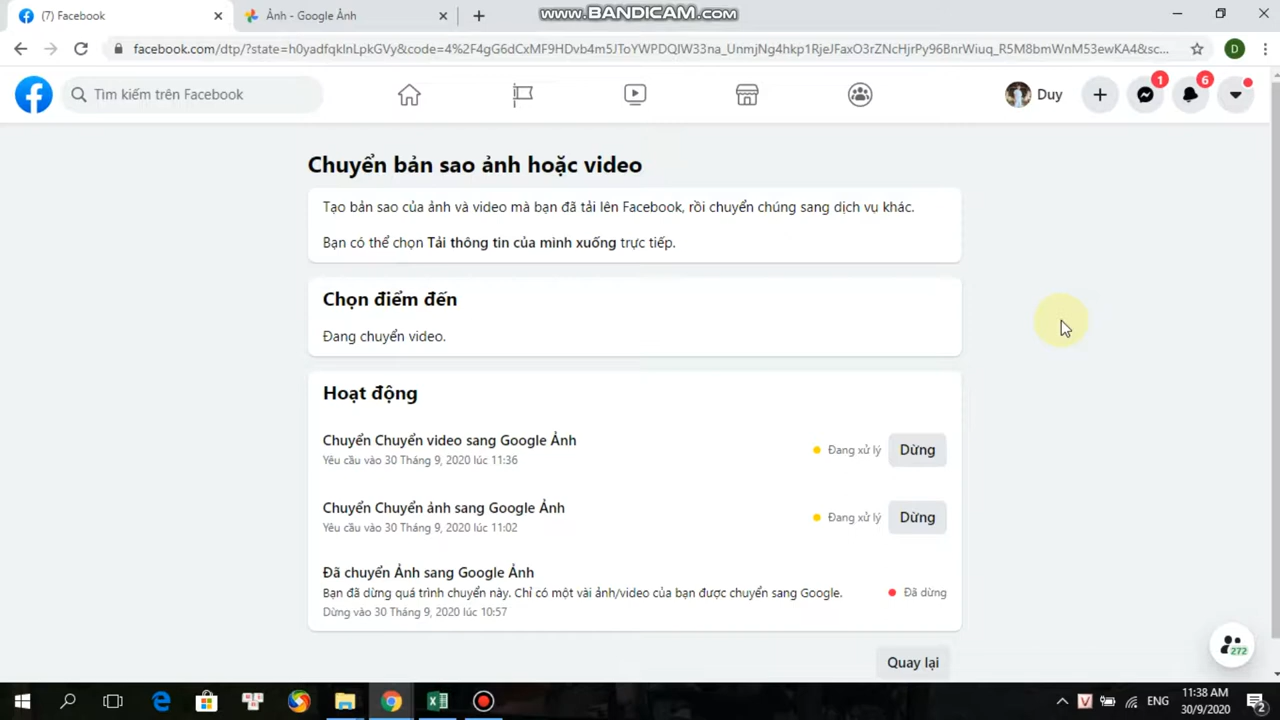 (7) Facebook
Ảnh - Google Ảnh
www.BANDICAM.com
facebook.com/dtp/?state=h0yadfqkInLpkGVy&code=4%2F4gG6dCxMF9HDvb4m5JToYWPDQIW33na_UnmjNg4hkp1RjeJFaxO3rZNcHjrPy96BnrWiuq_R5M8bmWnM53ewKA4&sc...
D
Tìm kiếm trên Facebook
Duy
1
6
Chuyển bản sao ảnh hoặc video
Tạo bản sao của ảnh và video mà bạn đã tải lên Facebook, rồi chuyển chúng sang dịch vụ khác.
Bạn có thể chọn Tải thông tin của mình xuống trực tiếp.
Chọn điểm đến
Đang chuyển video.
Hoạt động
Chuyển Chuyển video sang Google Ảnh
Yêu cầu vào 30 Tháng 9, 2020 lúc 11:36
Đang xử lý
Dừng
Chuyển Chuyển ảnh sang Google Ảnh
Yêu cầu vào 30 Tháng 9, 2020 lúc 11:02
Đang xử lý
Dừng
Đã chuyển Ảnh sang Google Ảnh
Bạn đã dừng quá trình chuyển này. Chỉ có một vài ảnh/video của bạn được chuyển sang Google.
Dừng vào 30 Tháng 9, 2020 lúc 10:57
Đã dừng
Quay lại
272
ENG
11:38 AM
30/9/2020
2